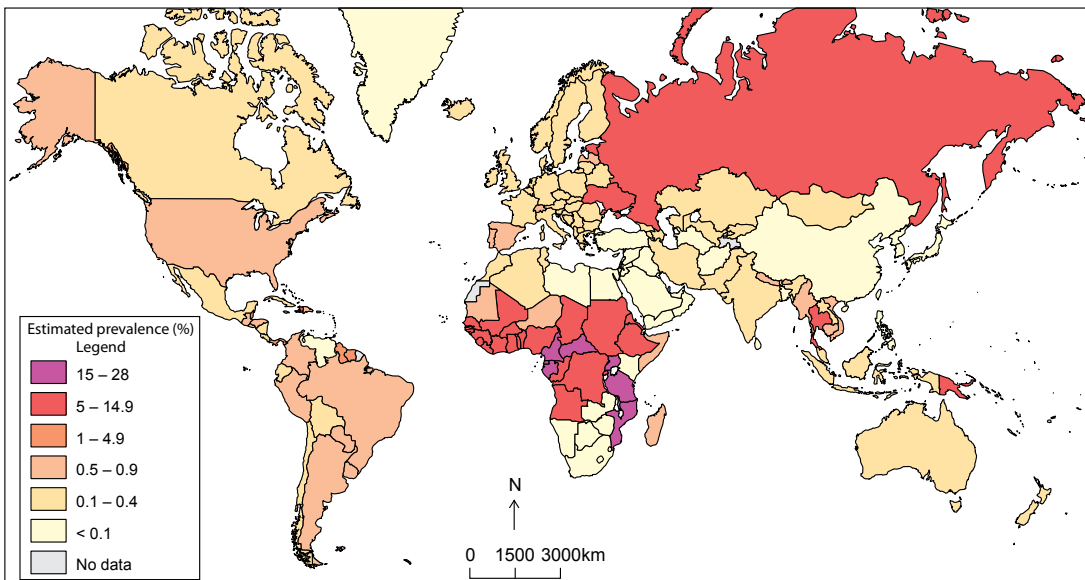 Estimated prevalence (%)
Legend
15 – 28
5 – 14.9
1 – 4.9
0.5 – 0.9
0.1 – 0.4
< 0.1
No data
N
0 1500 3000km